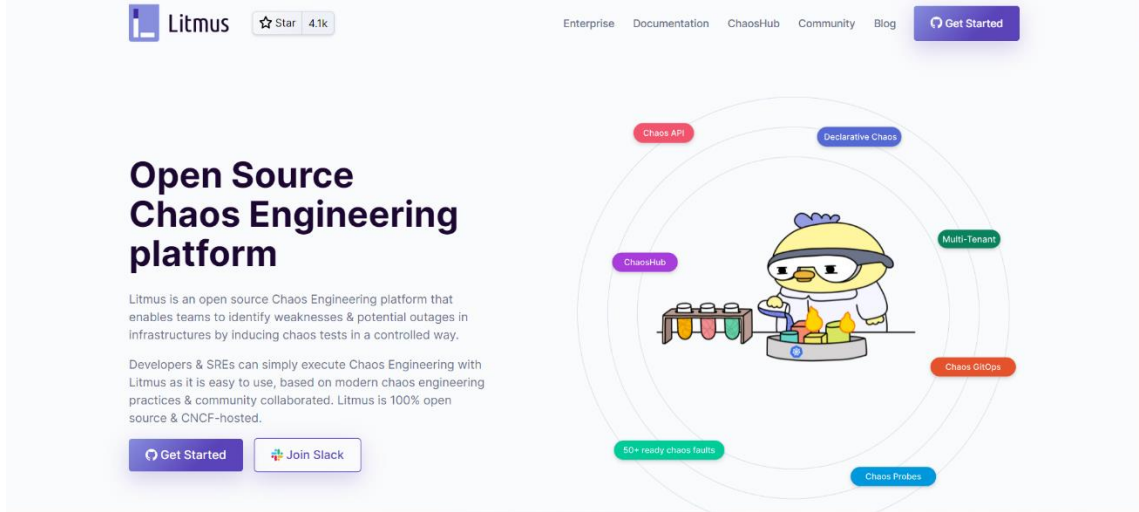 Litmus
Star 4.1k
Enterprise Documentation ChaosHub Community Blog Get Started
Open Source
Chaos Engineering
platform
Litmus is an open source Chaos Engineering platform that
enables teams to identify weaknesses & potential outages in
infrastructures by inducing chaos tests in a controlled way.
Developers & SREs can simply execute Chaos Engineering with
Litmus as it is easy to use, based on modern chaos engineering
practices & community collaborated. Litmus is 100% open
source & CNCF-hosted.
Get Started Join Slack
Chaos API
Declarative Chaos
Multi-Tenant
ChaosHub
Chaos GitOps
50+ ready chaos faults
Chaos Probes